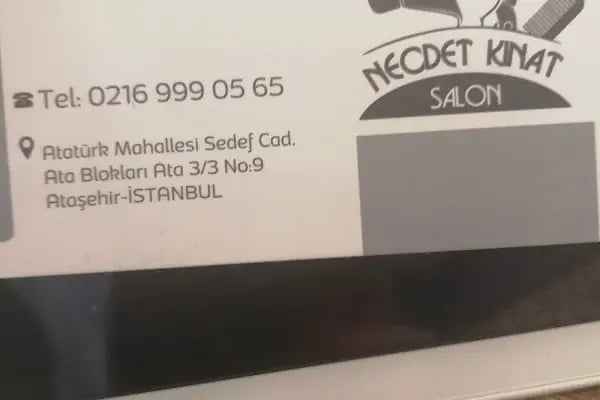 NECDET KINAT
SALON
Tel: 0216 999 05 65
Atatürk Mahallesi Sedef Cad.
Ata Blokları Ata 3/3 No:9
Ataşehir-İSTANBUL